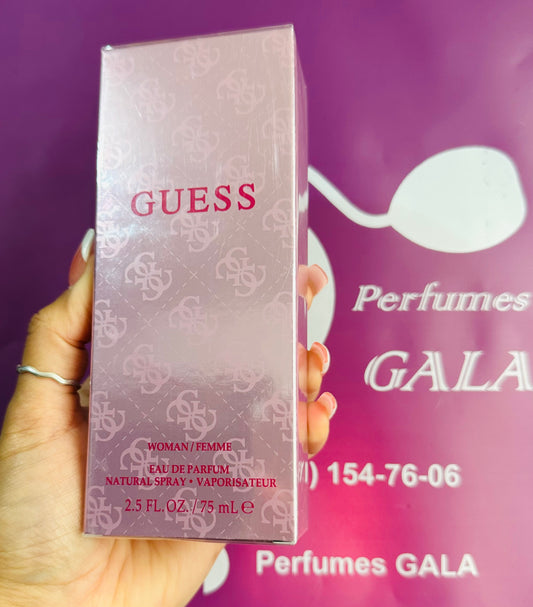 GUESS
WOMAN / FEMME
EAU DE PARFUM
NATURAL SPRAY • VAPORISATEUR
2.5 FL. OZ. / 75 mL ℮
Perfumes
GALA
1) 154-76-06
Perfumes GALA